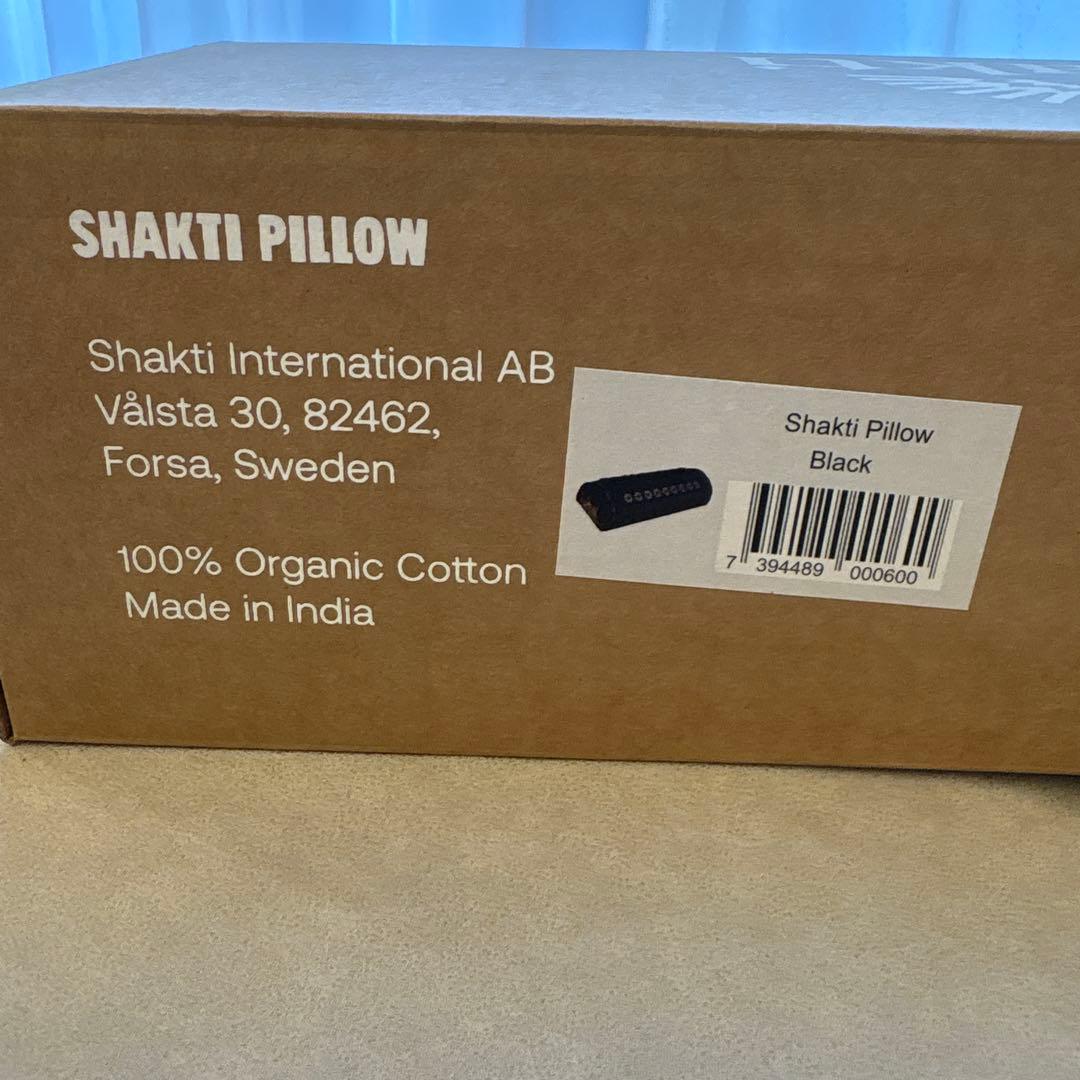 SHAKTI PILLOW
Shakti International AB
Vålsta 30, 82462,
Forsa, Sweden
100% Organic Cotton
Made in India
Shakti Pillow
Black
7 394489 000600